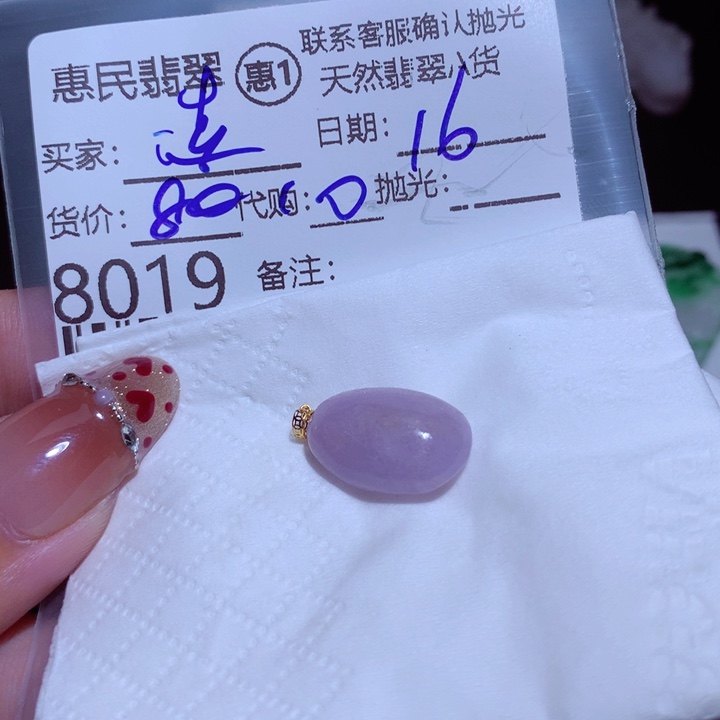 惠民翡翠 惠1 联系客服确认抛光
天然翡翠 货
买家: 日期: 16
货价: 80 代购: 0 抛光:
8019 备注: